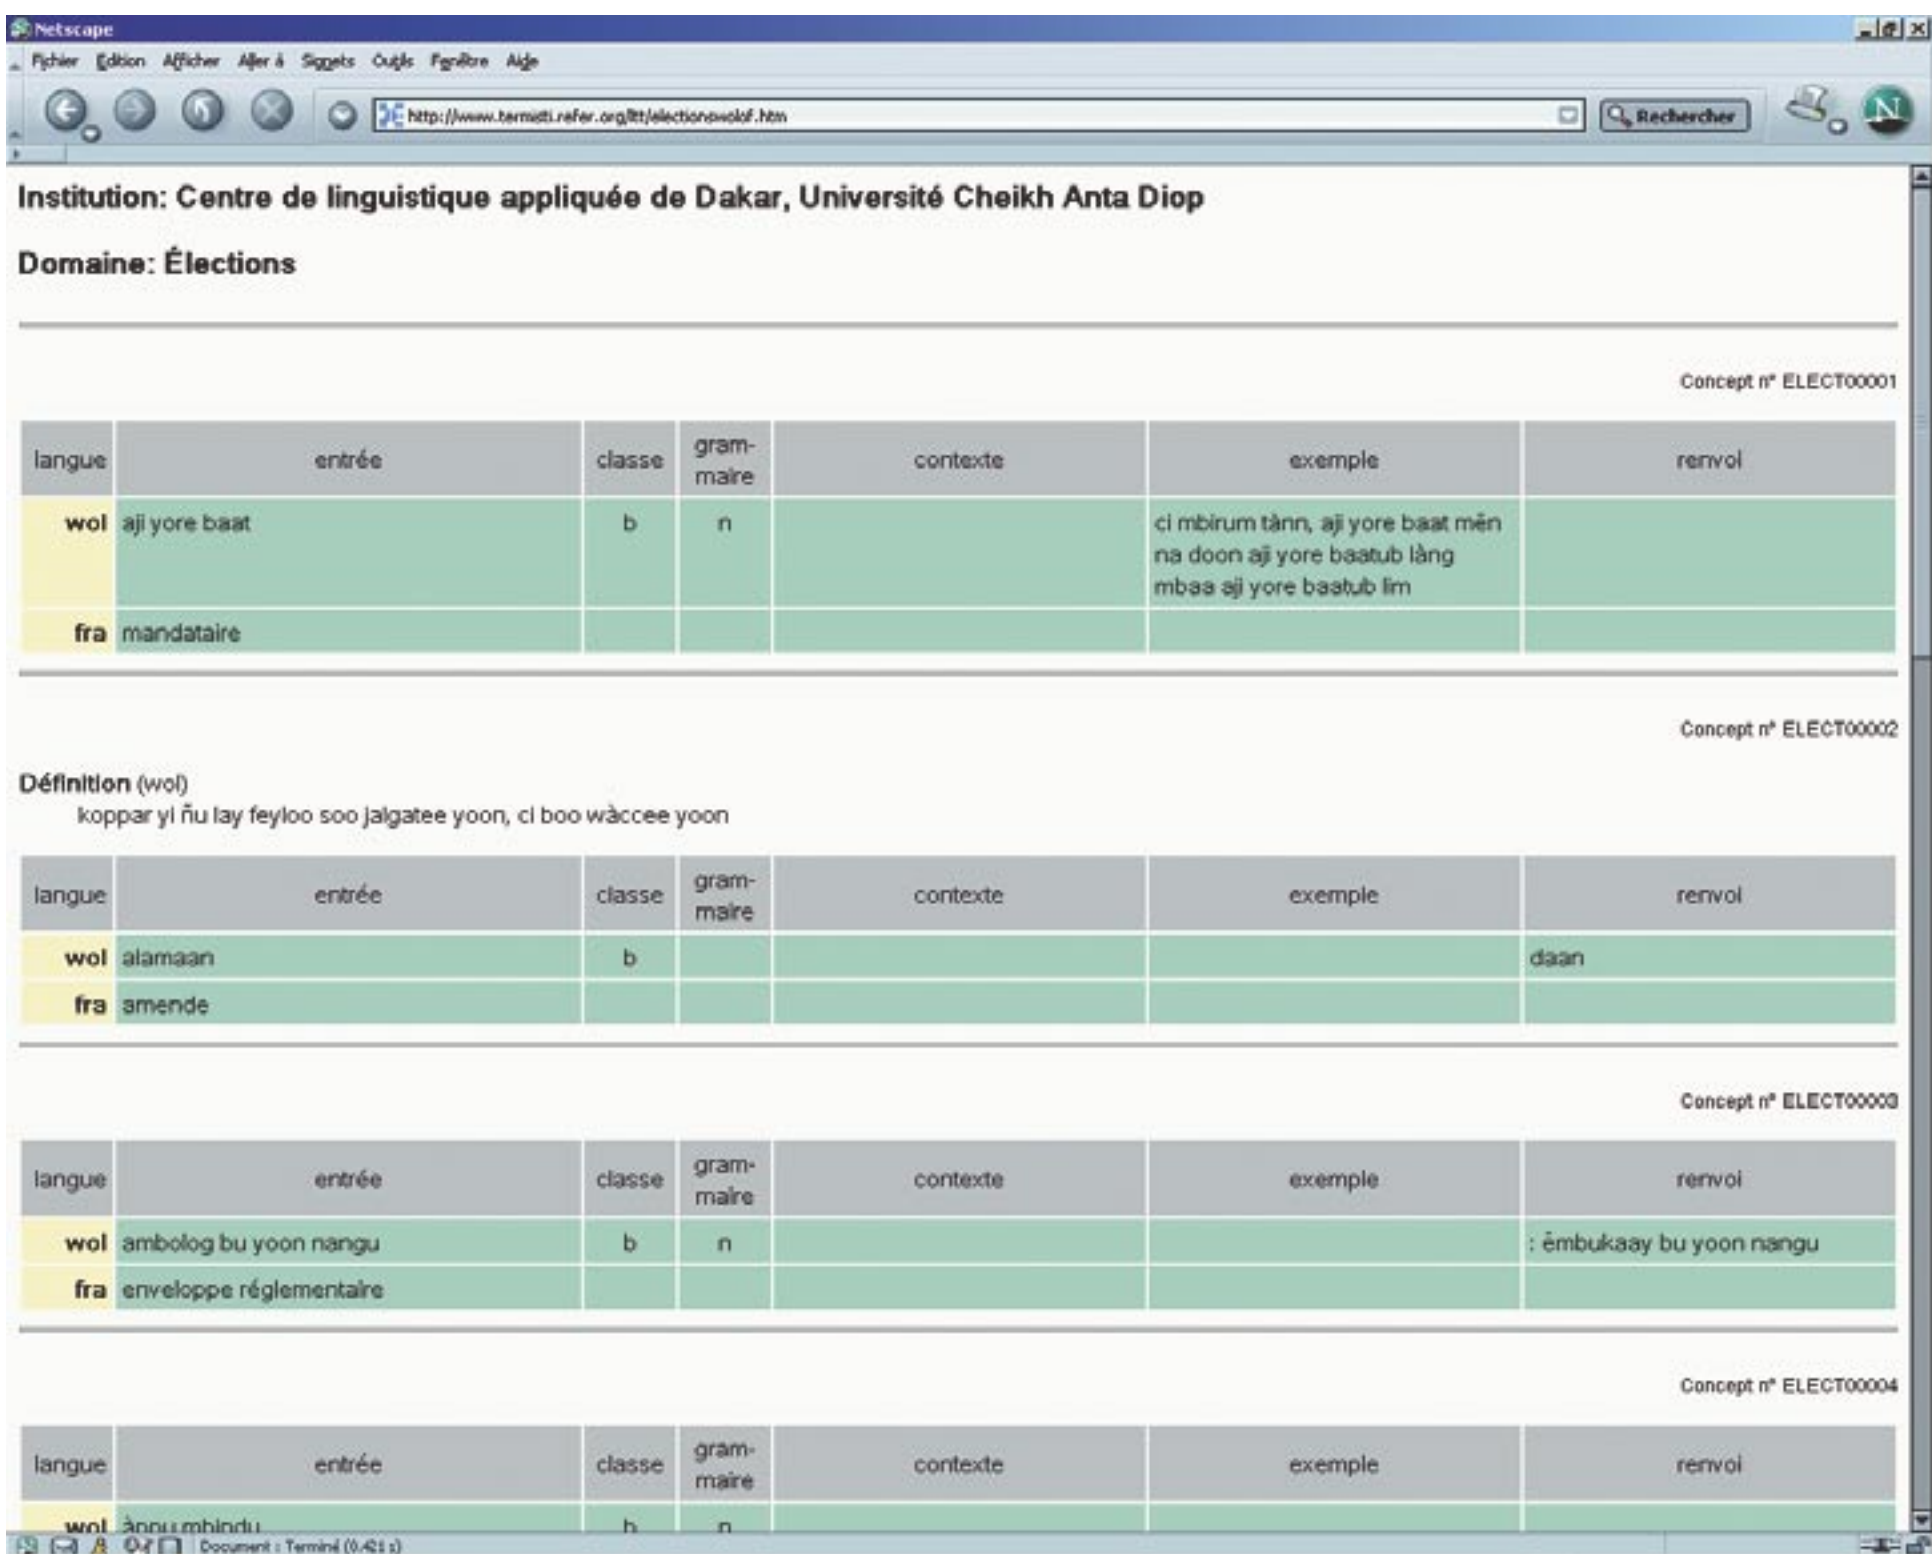 Netscape
Fichier Edition Afficher Aller à Signets Outils Fenêtre Aide
http://www.termisti.refer.org/ltt/electionswolof.htm Rechercher N
Institution: Centre de linguistique appliquée de Dakar, Université Cheikh Anta Diop
Domaine: Élections
Concept n° ELECT00001
langue entrée classe gram-maire contexte exemple renvoi
wol aji yore baat b n ci mbirum tànn, aji yore baat mën
na doon aji yore baatub làng
mbaa aji yore baatub lim
fra mandataire
Concept n° ELECT00002
Définition (wol)
koppar yi ñu lay feyloo soo jalgatee yoon, ci boo wàccee yoon
langue entrée classe gram-maire contexte exemple renvoi
wol alamaan b daan
fra amende
Concept n° ELECT00003
langue entrée classe gram-maire contexte exemple renvoi
wol ambolog bu yoon nangu b n : ëmbukaay bu yoon nangu
fra enveloppe réglementaire
Concept n° ELECT00004
langue entrée classe gram-maire contexte exemple renvoi
wol mbindu b n
Document : Terminé (0.421 s)